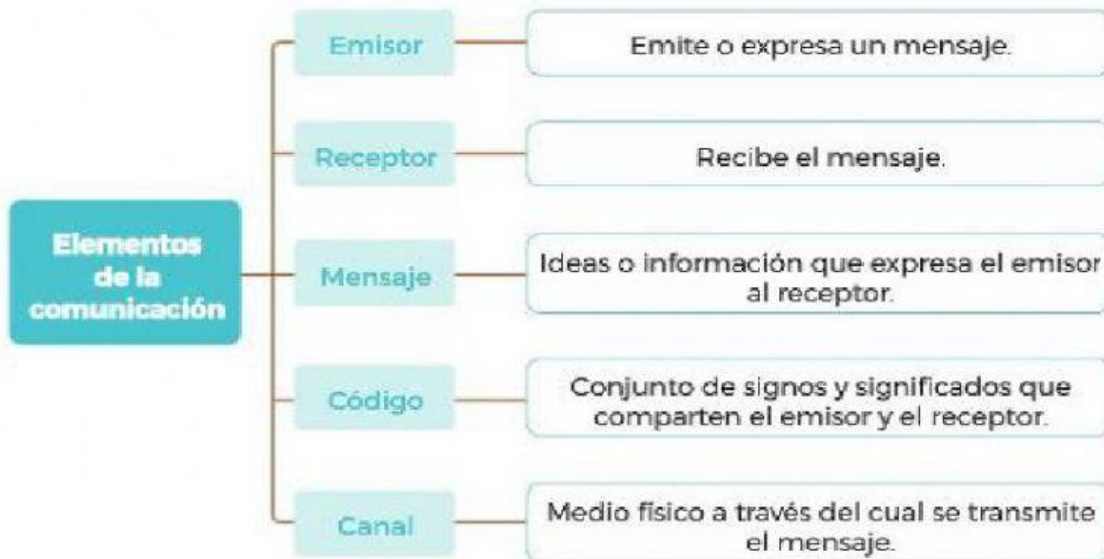 Elementos
de la
comunicación
Emisor
Emite o expresa un mensaje.
Receptor
Recibe el mensaje.
Mensaje
Ideas o información que expresa el emisor
al receptor.
Código
Conjunto de signos y significados que
comparten el emisor y el receptor.
Canal
Medio físico a través del cual se transmite
el mensaje.